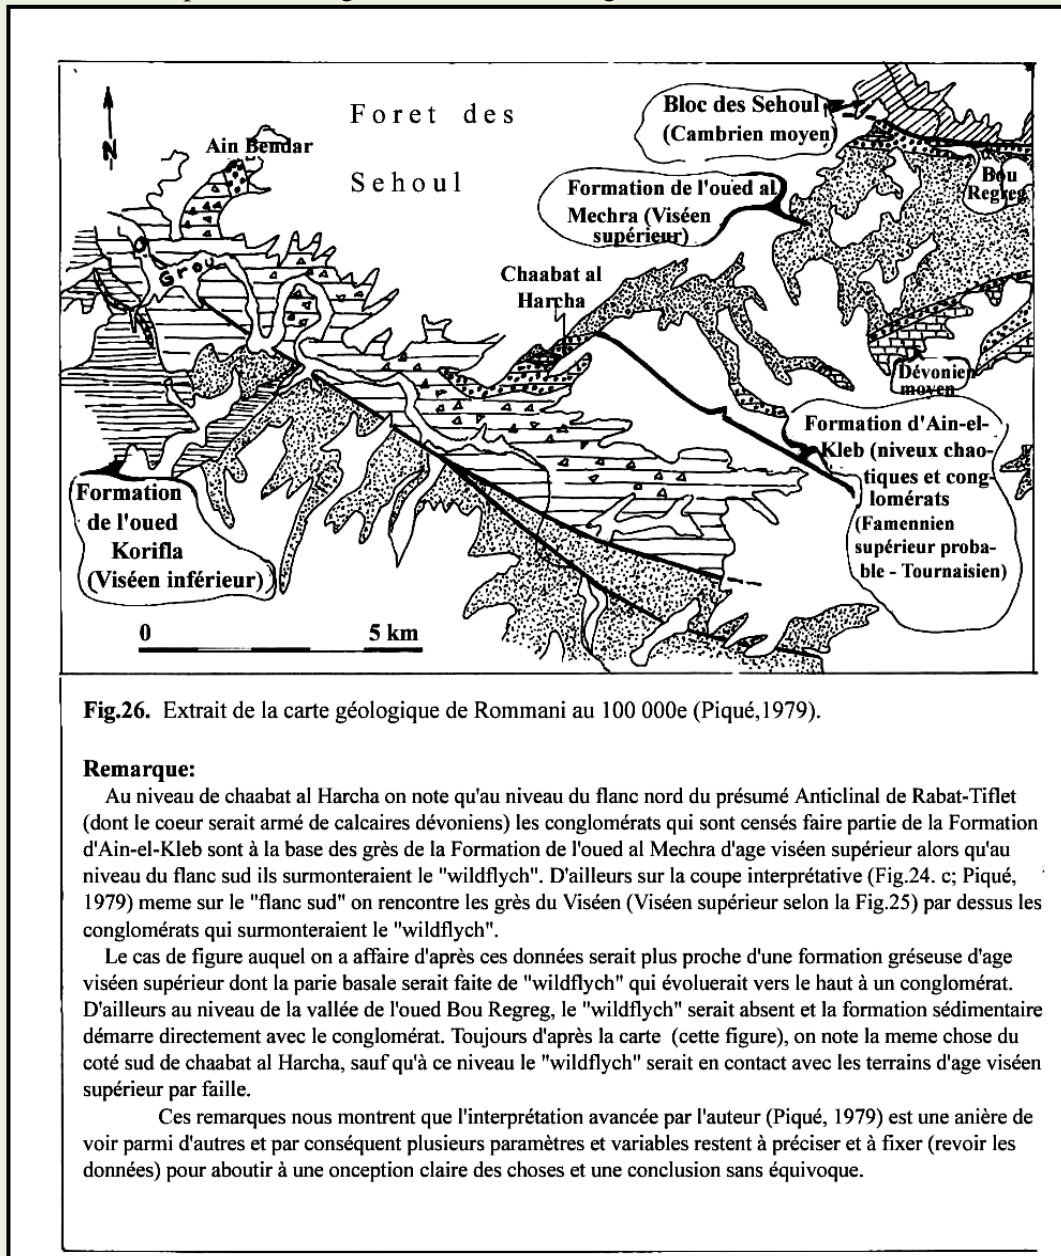 Foret des
Sehoul
Ain Bendar
N
Bloc des Sehoul
(Cambrien moyen)
Bou
Regreg
Formation de l'oued al
Mechra (Viséen
supérieur)
Chaabat al
Harcha
O
Grou
Dévonien
moyen
Formation d'Ain-el-
Kleb (niveux chao-
tiques et cong-
lomérats
(Famennien
supérieur proba-
ble - Tournaisien)
Formation
de l'oued
Korifla
(Viséen inférieur)
0 5 km
Fig.26. Extrait de la carte géologique de Rommani au 100 000e (Piqué,1979).
Remarque:
Au niveau de chaabat al Harcha on note qu'au niveau du flanc nord du présumé Anticlinal de Rabat-Tiflet
(dont le coeur serait armé de calcaires dévoniens) les conglomérats qui sont censés faire partie de la Formation
d'Ain-el-Kleb sont à la base des grès de la Formation de l'oued al Mechra d'age viséen supérieur alors qu'au
niveau du flanc sud ils surmonteraient le "wildflych". D'ailleurs sur la coupe interprétative (Fig.24. c; Piqué,
1979) meme sur le "flanc sud" on rencontre les grès du Viséen (Viséen supérieur selon la Fig.25) par dessus les
conglomérats qui surmonteraient le "wildflych".
Le cas de figure auquel on a affaire d'après ces données serait plus proche d'une formation gréseuse d'age
viséen supérieur dont la parie basale serait faite de "wildflych" qui évoluerait vers le haut à un conglomérat.
D'ailleurs au niveau de la vallée de l'oued Bou Regreg, le "wildflych" serait absent et la formation sédimentaire
démarre directement avec le conglomérat. Toujours d'après la carte (cette figure), on note la meme chose du
coté sud de chaabat al Harcha, sauf qu'à ce niveau le "wildflych" serait en contact avec les terrains d'age viséen
supérieur par faille.
Ces remarques nous montrent que l'interprétation avancée par l'auteur (Piqué, 1979) est une anière de
voir parmi d'autres et par conséquent plusieurs paramètres et variables restent à préciser et à fixer (revoir les
données) pour aboutir à une onception claire des choses et une conclusion sans équivoque.